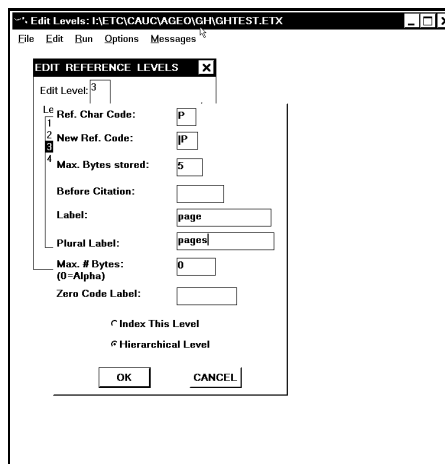 Edit Levels: I:\ETC\CAUC\AGEO\GH\GHTEST.ETX
File Edit Run Options Messages
EDIT REFERENCE LEVELS
Edit Level: 3
Le
1
2
3
4
Ref. Char Code: P
New Ref. Code: |P
Max. Bytes stored: 5
Before Citation:
Label: page
Plural Label: pages
Max. # Bytes: 0
(0=Alpha)
Zero Code Label:
Index This Level
Hierarchical Level
OK CANCEL